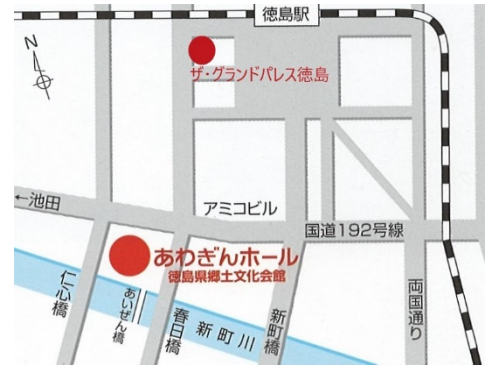 徳島駅
N
ザ・グランドパレス徳島
←池田
アミコビル
国道192号線
あわぎんホール
徳島県郷土文化会館
仁心橋
あいぜん橋
春日橋
新町川
新町橋
両国通り